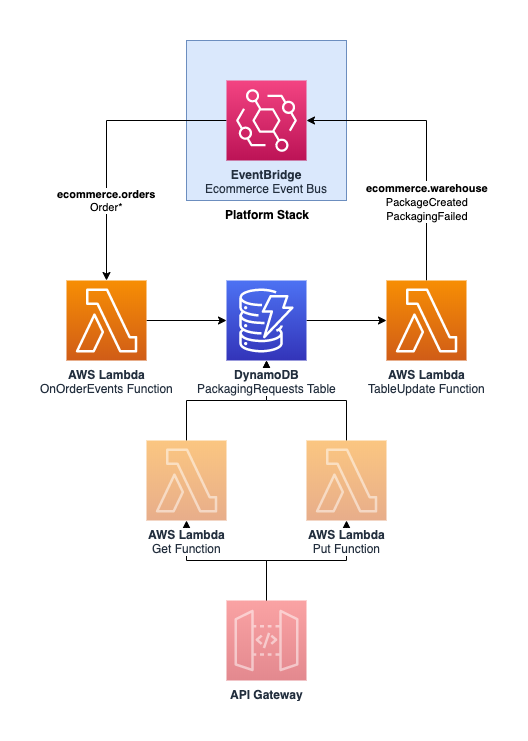 EventBridge
Ecommerce Event Bus
Platform Stack
ecommerce.orders
Order*
ecommerce.warehouse
PackageCreated
PackagingFailed
AWS Lambda
OnOrderEvents Function
DynamoDB
PackagingRequests Table
AWS Lambda
TableUpdate Function
</>
AWS Lambda
Get Function
AWS Lambda
Put Function
API Gateway